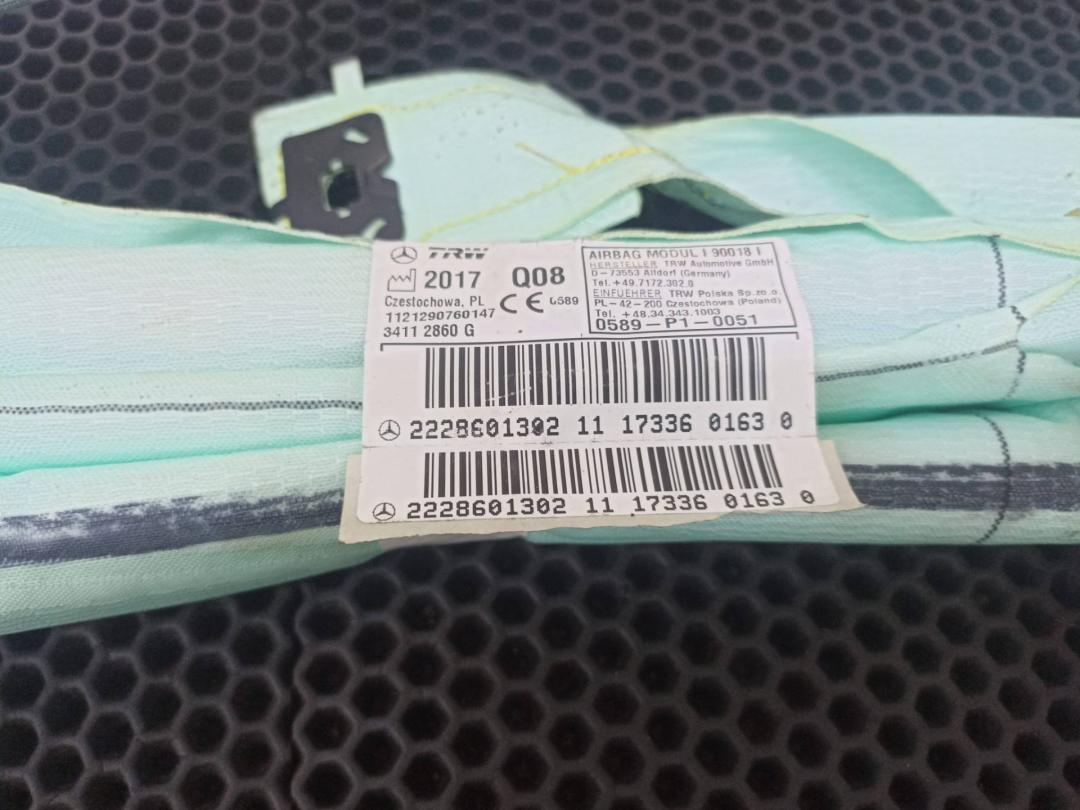 TRW
2017 Q08
Czestochowa, PL CE 0589
1121290760147
3411 2860 G
AIRBAG MODUL I 90018 I
HERSTELLER TRW Automotive GmbH
D-73553 Alldorf (Germany)
Tel.+49.7172.302.0
EINFUEHRER TRW Polska Sp.zo.o.
PL-42-200 Czestochowa (Poland)
Tel. +48.34.343.1003
0589-P1-0051
2228601302 11 17336 0163 0
2228601302 11 17336 0163 0